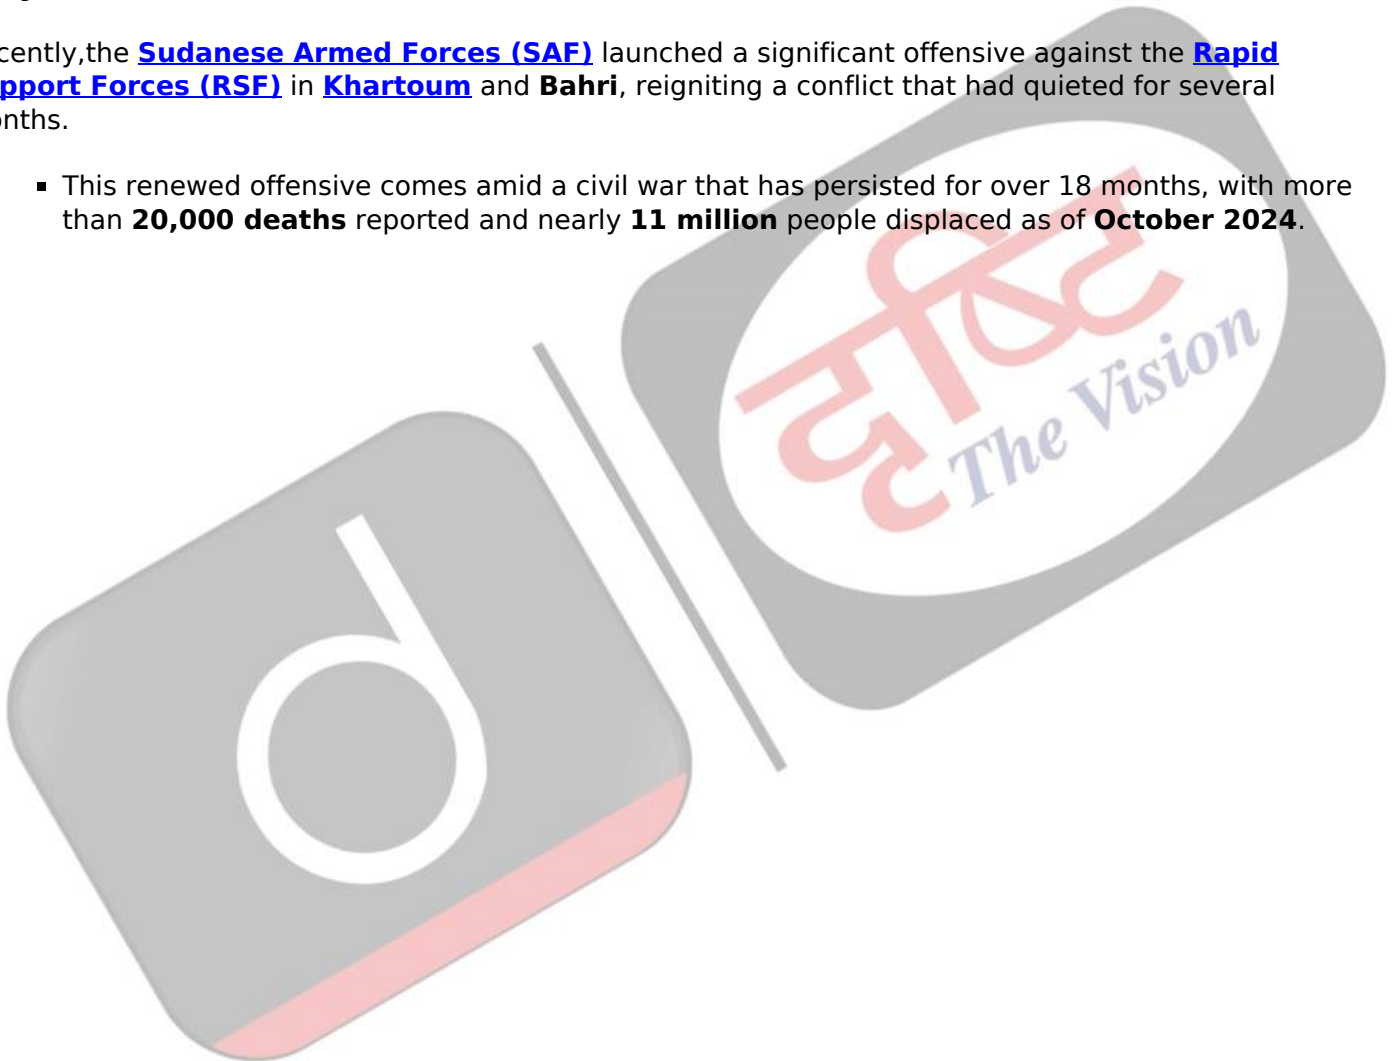 cently,the Sudanese Armed Forces (SAF) launched a significant offensive against the Rapid
pport Forces (RSF) in Khartoum and Bahri, reigniting a conflict that had quieted for several
nths.
▪ This renewed offensive comes amid a civil war that has persisted for over 18 months, with more
than 20,000 deaths reported and nearly 11 million people displaced as of October 2024.
दृष्टि
The Vision
d